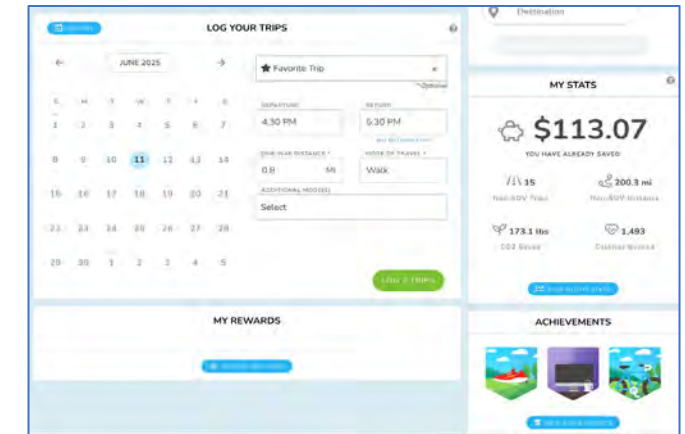 LOG YOUR TRIPS
JUNE 2025
Favorite Trip
*Optional
S M T W T F S
DEPARTURE RETURN
1 2 3 4 5 6 7
4:30 PM 5:30 PM
8 9 10 11 12 13 14
ONE-WAY DISTANCE * MODE OF TRAVEL *
0.8 MI Walk
15 16 17 18 19 20 21
ADDITIONAL MODE(S)
Select
22 23 24 25 26 27 28
29 30 1 2 3 4 5
LOG 2 TRIPS
MY REWARDS
Destination
MY STATS
$113.07
YOU HAVE ALREADY SAVED
15 200.3 mi
Non-SOV Trips Non-SOV Distance
173.1 lbs 1,493
CO2 Saved Calories Burned
ACHIEVEMENTS